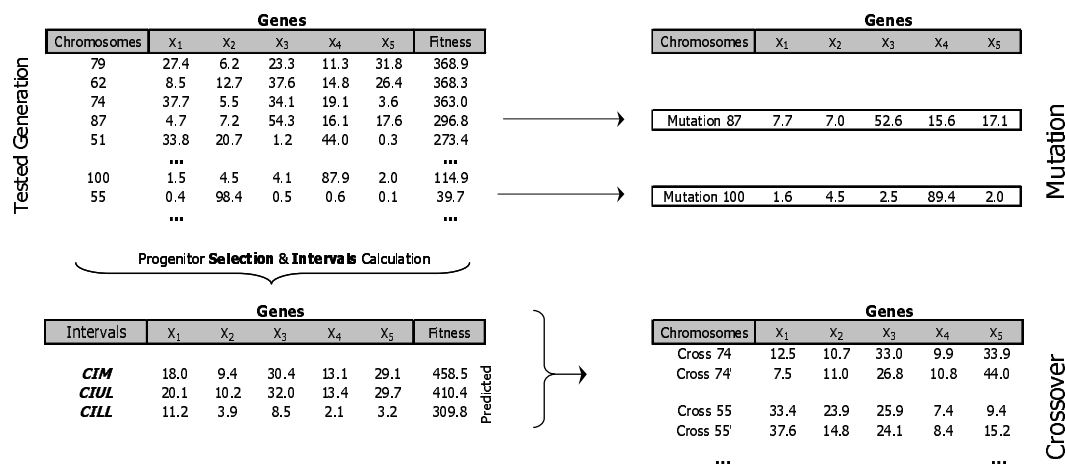 Genes
Chromosomes X1 X2 X3 X4 X5 Fitness
79 27.4 6.2 23.3 11.3 31.8 368.9
62 8.5 12.7 37.6 14.8 26.4 368.3
74 37.7 5.5 34.1 19.1 3.6 363.0
87 4.7 7.2 54.3 16.1 17.6 296.8
51 33.8 20.7 1.2 44.0 0.3 273.4
... ...
100 1.5 4.5 4.1 87.9 2.0 114.9
55 0.4 98.4 0.5 0.6 0.1 39.7
... ...
Tested Generation
Genes
Chromosomes X1 X2 X3 X4 X5
Mutation 87 7.7 7.0 52.6 15.6 17.1
Mutation 100 1.6 4.5 2.5 89.4 2.0
Mutation
Progenitor Selection & Intervals Calculation
Genes
Intervals X1 X2 X3 X4 X5 Fitness
CIM 18.0 9.4 30.4 13.1 29.1 458.5
CIUL 20.1 10.2 32.0 13.4 29.7 410.4
CILL 11.2 3.9 8.5 2.1 3.2 309.8
Predicted
Genes
Chromosomes X1 X2 X3 X4 X5
Cross 74 12.5 10.7 33.0 9.9 33.9
Cross 74' 7.5 11.0 26.8 10.8 44.0
Cross 55 33.4 23.9 25.9 7.4 9.4
Cross 55' 37.6 14.8 24.1 8.4 15.2
... ...
Crossover